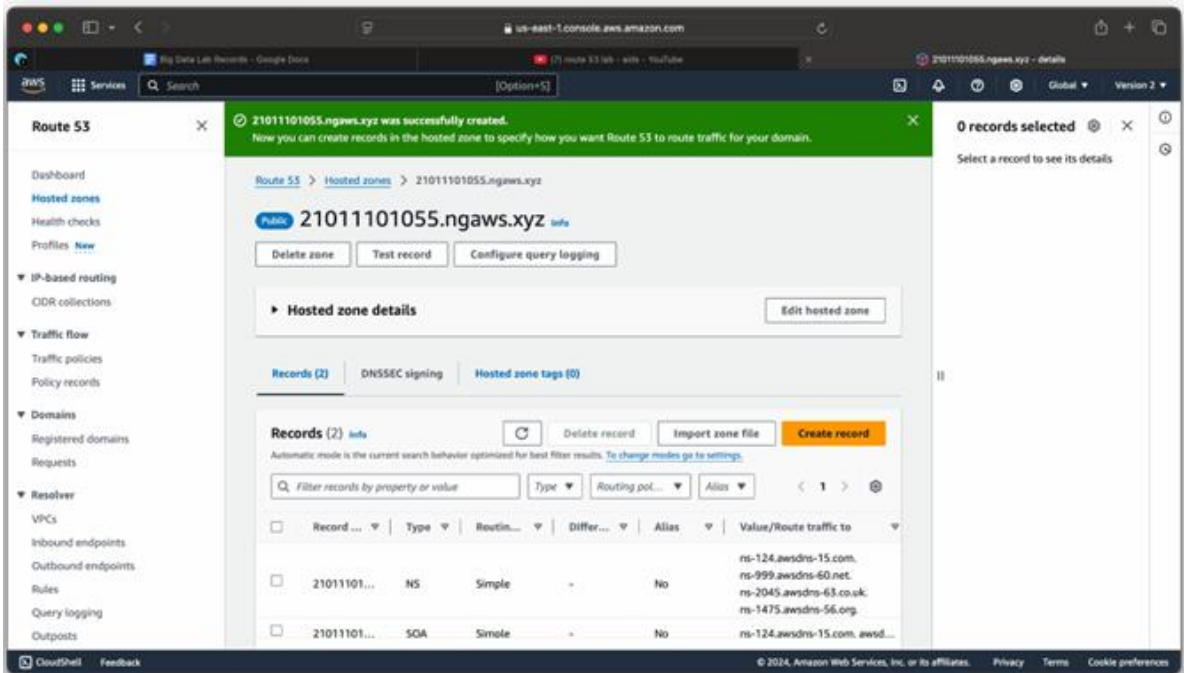 us-east-1.console.aws.amazon.com
Big Data Lab Records - Google Docs
(7) route 53 lab - aids - YouTube
21011101055.ngaws.xyz - details
aws
Services
Search
[Option+S]
Global
Version 2
Route 53
Dashboard
Hosted zones
Health checks
Profiles New
IP-based routing
CIDR collections
Traffic flow
Traffic policies
Policy records
Domains
Registered domains
Requests
Resolver
VPCs
Inbound endpoints
Outbound endpoints
Rules
Query logging
Outposts
21011101055.ngaws.xyz was successfully created.
Now you can create records in the hosted zone to specify how you want Route 53 to route traffic for your domain.
Route 53 > Hosted zones > 21011101055.ngaws.xyz
Public 21011101055.ngaws.xyz Info
Delete zone
Test record
Configure query logging
Hosted zone details
Edit hosted zone
Records (2)
DNSSEC signing
Hosted zone tags (0)
Records (2) Info
Delete record
Import zone file
Create record
Automatic mode is the current search behavior optimized for best filter results. To change modes go to settings.
Filter records by property or value
Type
Routing pol...
Alias
1
Record ...
Type
Routin...
Differ...
Alias
Value/Route traffic to
21011101...
NS
Simple
-
No
ns-124.awsdns-15.com.
ns-999.awsdns-60.net.
ns-2045.awsdns-63.co.uk.
ns-1475.awsdns-56.org.
21011101...
SOA
Simple
-
No
ns-124.awsdns-15.com. awsd...
0 records selected
Select a record to see its details
CloudShell
Feedback
© 2024, Amazon Web Services, Inc. or its affiliates.
Privacy
Terms
Cookie preferences